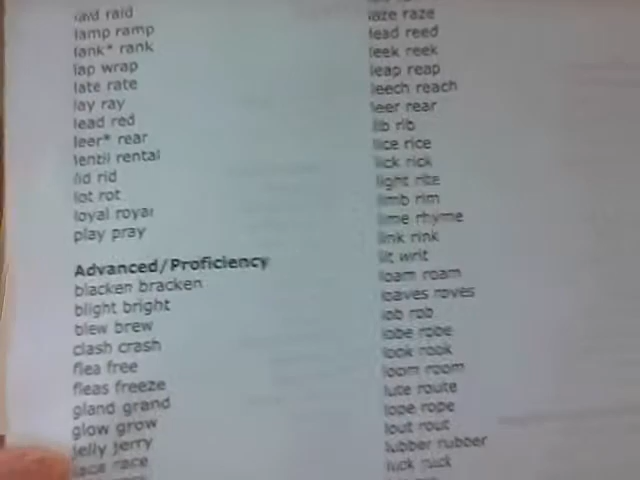 laid raid
lamp ramp
lank* rank
lap wrap
late rate
lay ray
lead red
leer* rear
lentil rental
lid rid
lot rot
loyal royal
play pray
Advanced/Proficiency
blacken bracken
blight bright
blew brew
clash crash
flea free
fleas freeze
gland grand
glow grow
jelly jerry
lace race
laze raze
lead reed
leek reek
leap reap
leech reach
leer rear
lib rib
lice rice
lick rick
light rite
limb rim
lime rhyme
link rink
lit writ
loam roam
loaves roves
lob rob
lobe robe
look rook
loom room
lute route
lope rope
lout rout
lubber rubber
luck ruck